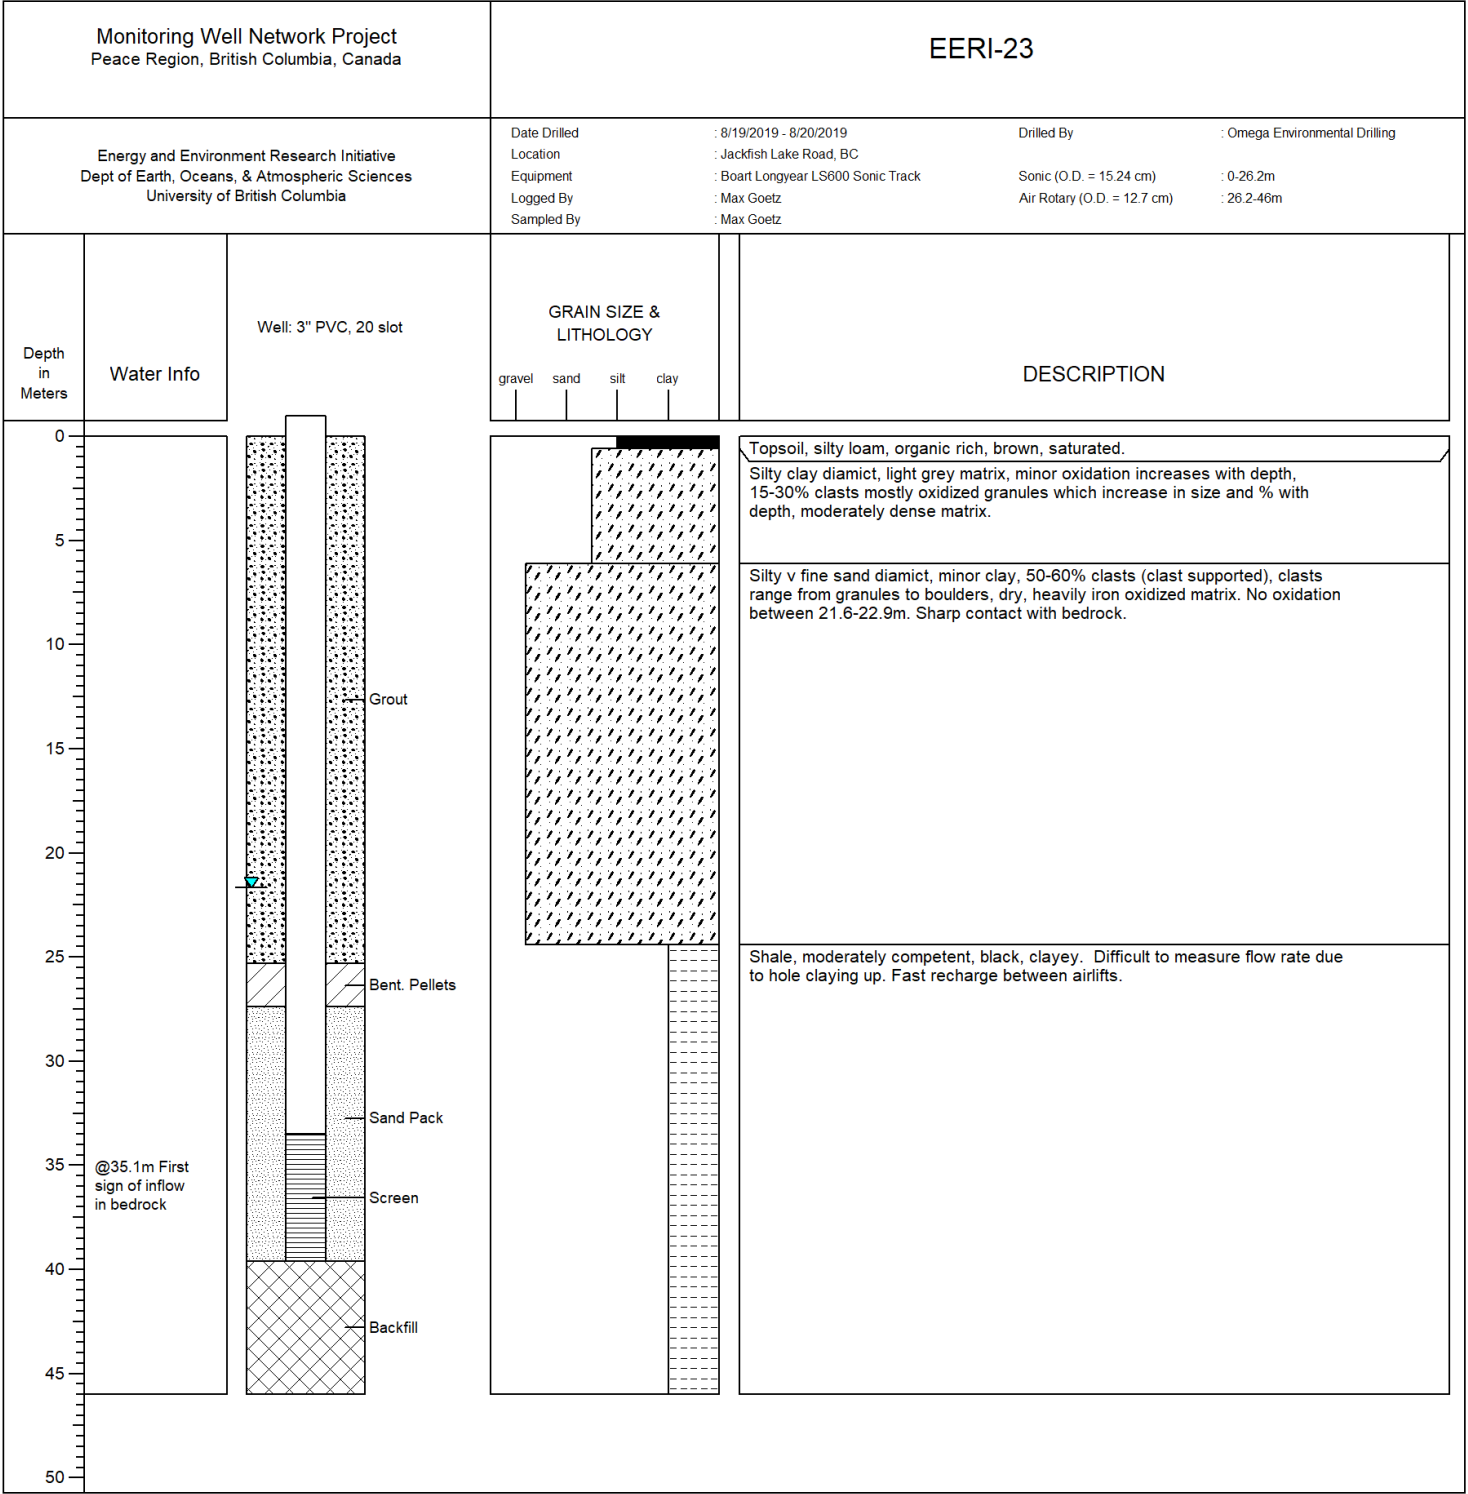 Monitoring Well Network Project
Peace Region, British Columbia, Canada
EERI-23
Energy and Environment Research Initiative
Dept of Earth, Oceans, & Atmospheric Sciences
University of British Columbia
Date Drilled : 8/19/2019 - 8/20/2019 Drilled By : Omega Environmental Drilling
Location : Jackfish Lake Road, BC
Equipment : Boart Longyear LS600 Sonic Track Sonic (O.D. = 15.24 cm) : 0-26.2m
Logged By : Max Goetz Air Rotary (O.D. = 12.7 cm) : 26.2-46m
Sampled By : Max Goetz
Depth
in
Meters
Water Info
Well: 3" PVC, 20 slot
GRAIN SIZE &
LITHOLOGY
gravel sand silt clay
DESCRIPTION
0
5
10
15
20
25
30
35
40
45
50
@35.1m First
sign of inflow
in bedrock
Grout
Bent. Pellets
Sand Pack
Screen
Backfill
Topsoil, silty loam, organic rich, brown, saturated.
Silty clay diamict, light grey matrix, minor oxidation increases with depth,
15-30% clasts mostly oxidized granules which increase in size and % with
depth, moderately dense matrix.
Silty v fine sand diamict, minor clay, 50-60% clasts (clast supported), clasts
range from granules to boulders, dry, heavily iron oxidized matrix. No oxidation
between 21.6-22.9m. Sharp contact with bedrock.
Shale, moderately competent, black, clayey. Difficult to measure flow rate due
to hole claying up. Fast recharge between airlifts.